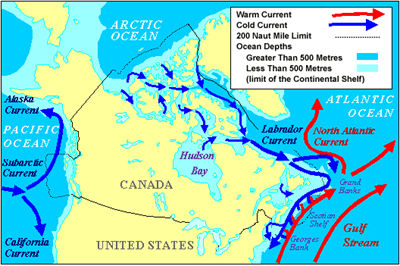 ARCTIC
OCEAN
Warm Current
Cold Current
200 Naut Mile Limit
Ocean Depths
Greater Than 500 Metres
Less Than 500 Metres
(limit of the Continental Shelf)
Alaska
Current
PACIFIC
OCEAN
Subarctic
Current
California
Current
ATLANTIC
OCEAN
Labrador
Current
North Atlantic
Current
Hudson
Bay
CANADA
Grand
Banks
Scotian
Shelf
Georges
Bank
Gulf
Stream
UNITED STATES